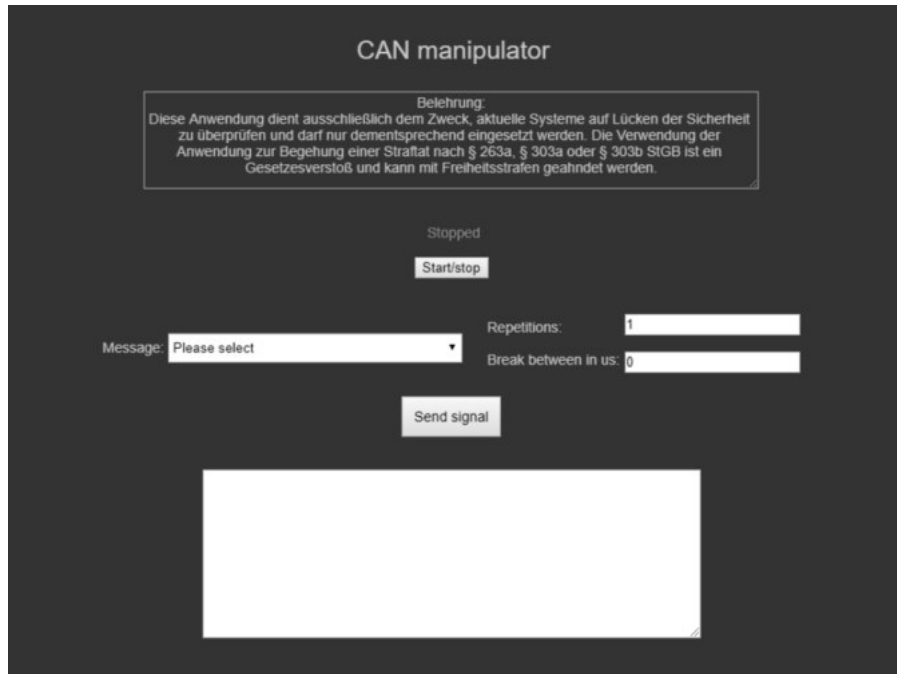 CAN manipulator
Belehrung:
Diese Anwendung dient ausschließlich dem Zweck, aktuelle Systeme auf Lücken der Sicherheit
zu überprüfen und darf nur dementsprechend eingesetzt werden. Die Verwendung der
Anwendung zur Begehung einer Straftat nach § 263a, § 303a oder § 303b StGB ist ein
Gesetzesverstoß und kann mit Freiheitsstrafen geahndet werden.
Stopped
Start/stop
Message: Please select
Repetitions: 1
Break between in us: 0
Send signal